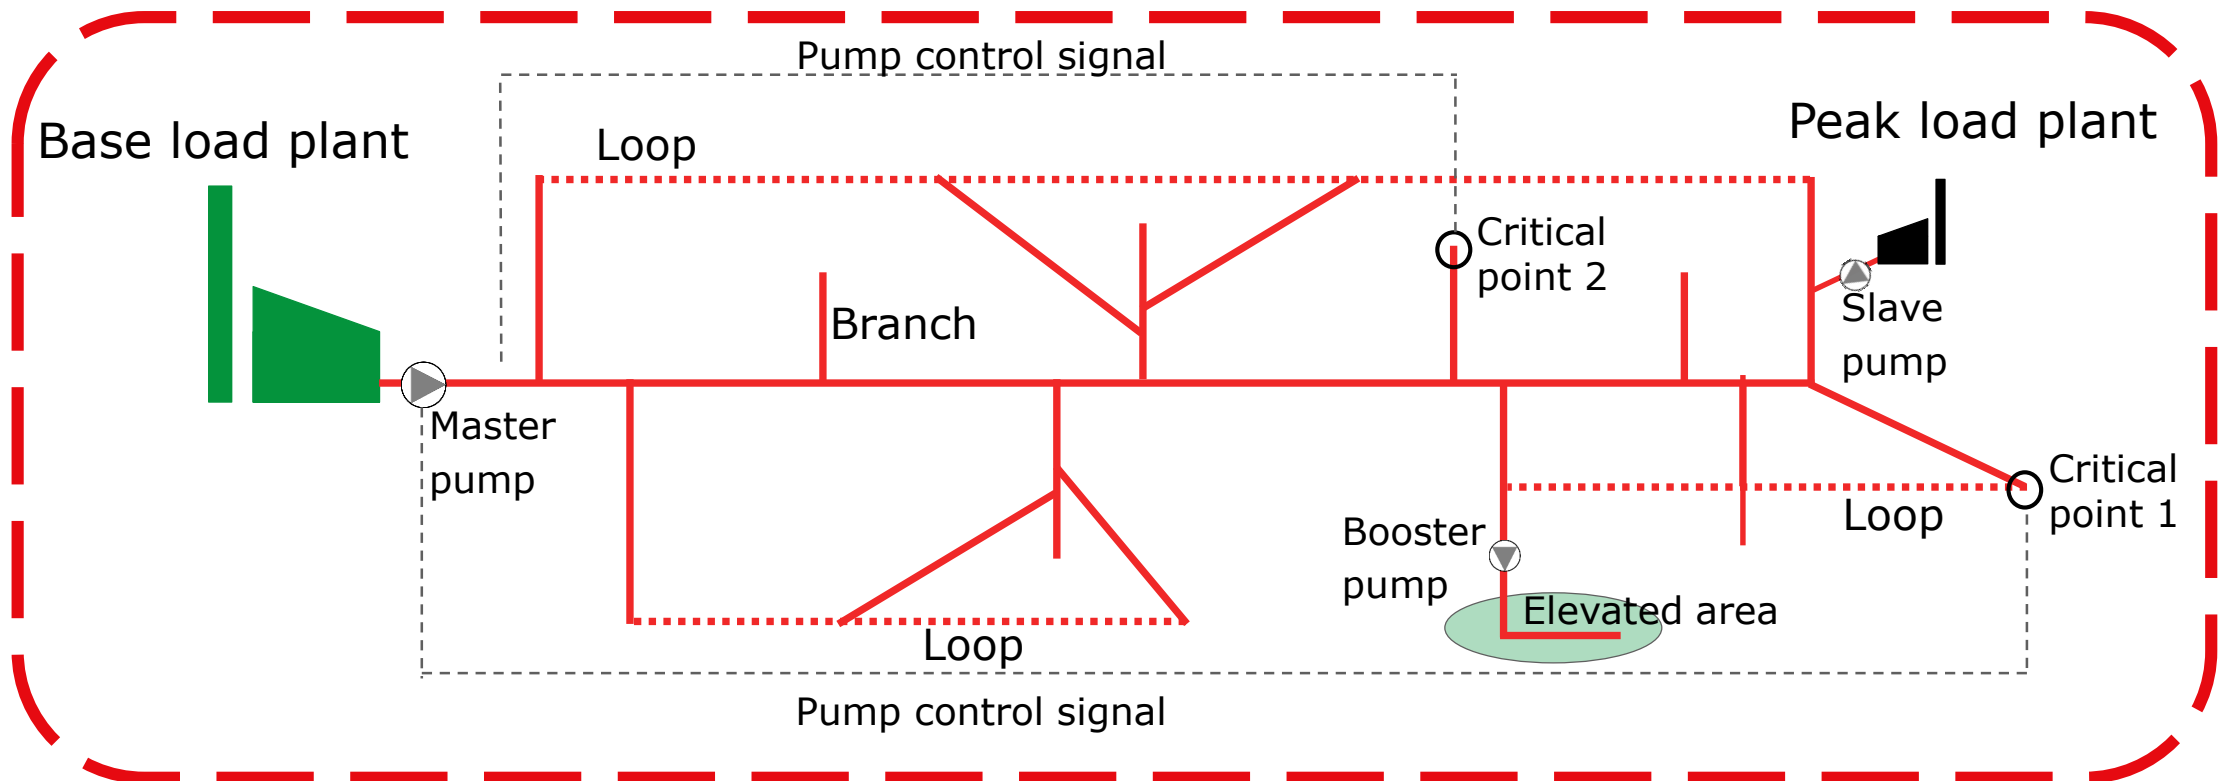 Pump control signal
Base load plant
Peak load plant
Loop
Critical
point 2
Branch
Slave
pump
Master
pump
Critical
point 1
Loop
Booster
pump
Elevated area
Loop
Pump control signal